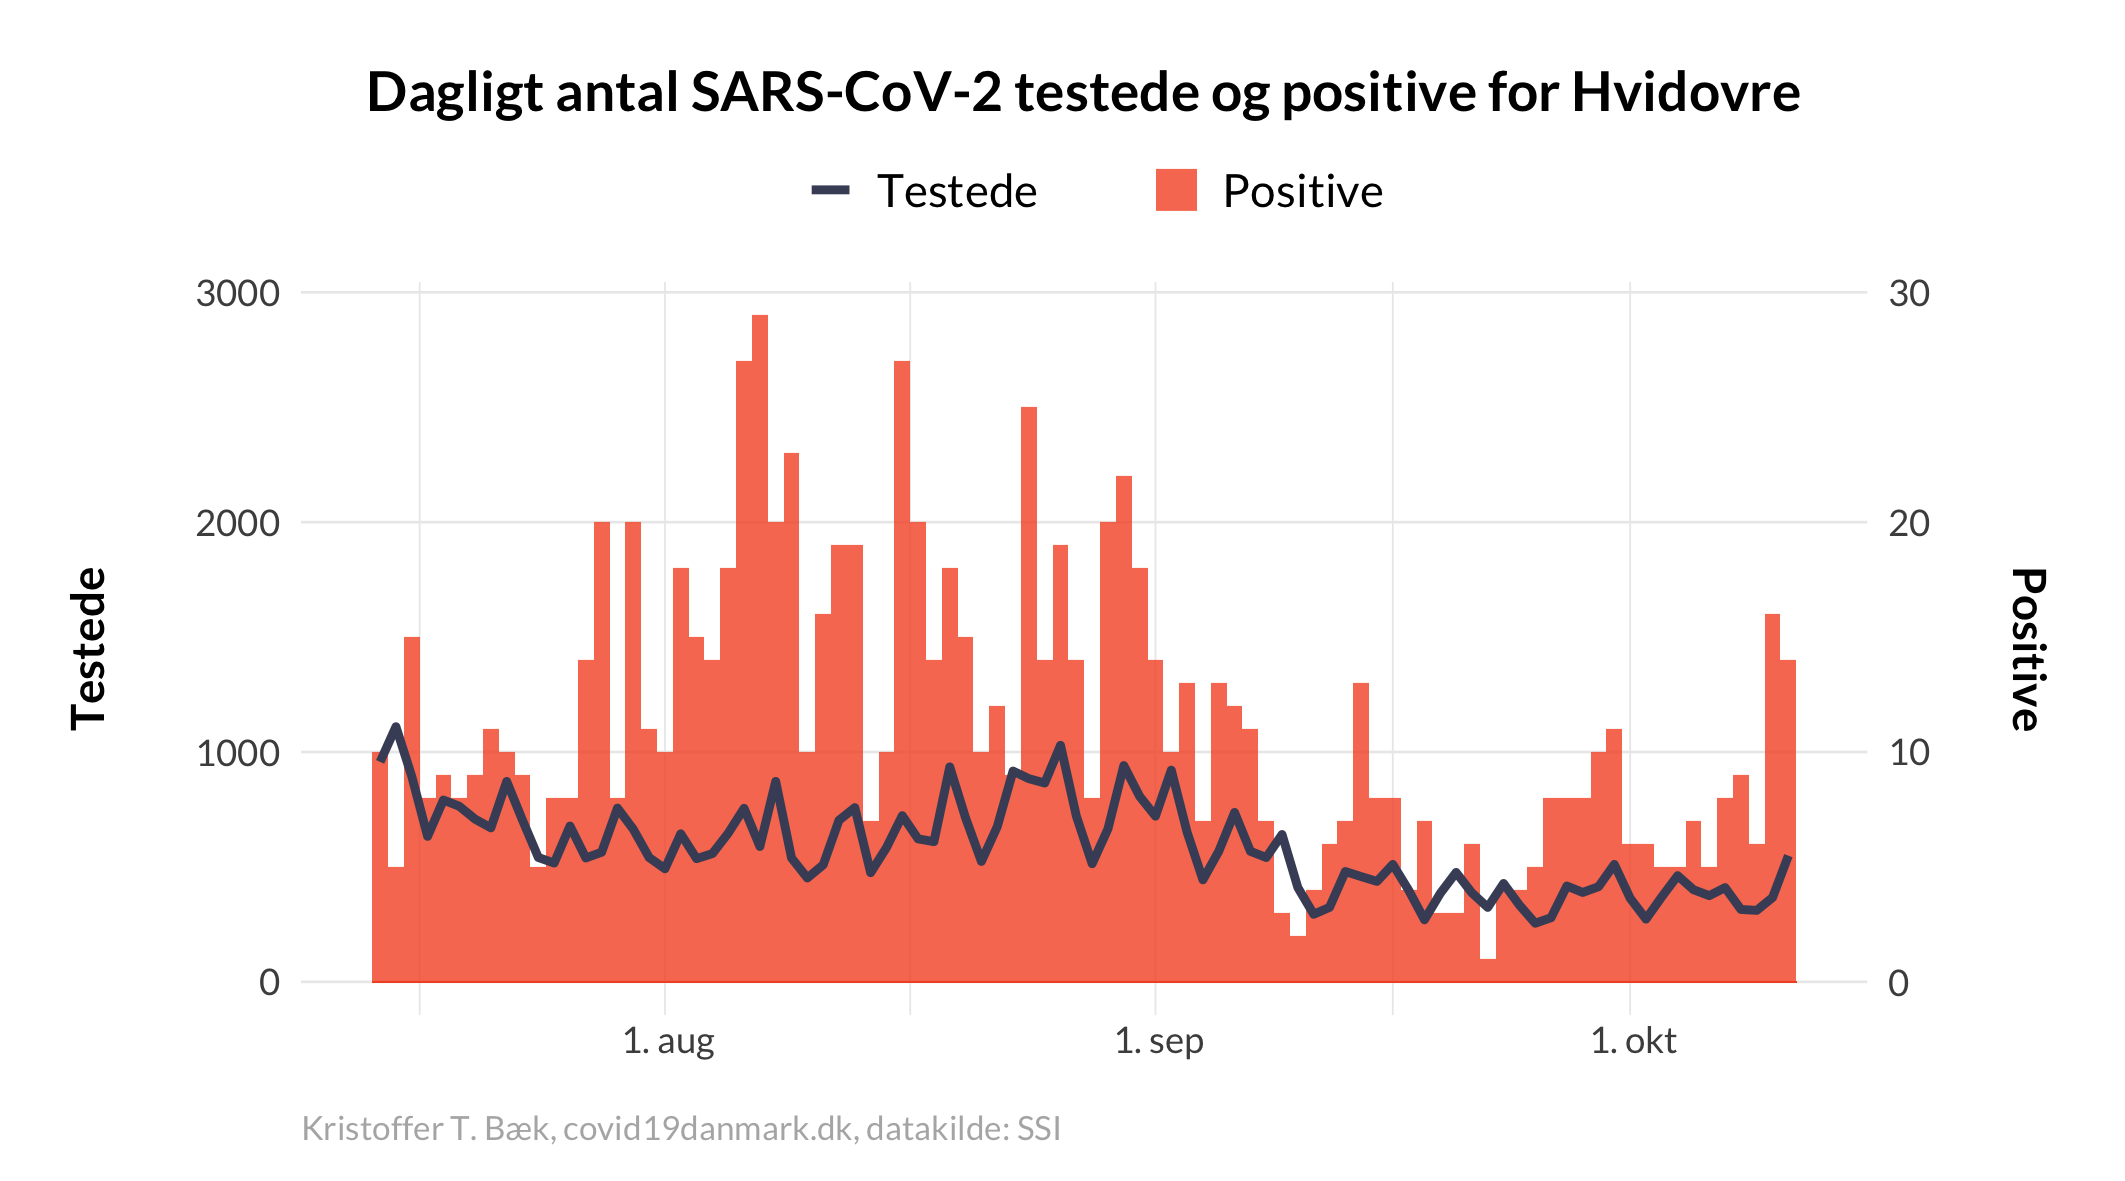 Dagligt antal SARS-CoV-2 testede og positive for Hvidovre
Testede
Positive
3000
2000
1000
0
30
20
10
0
Testede
Positive
1. aug
1. sep
1. okt
Kristoffer T. Bæk, covid19danmark.dk, datakilde: SSI